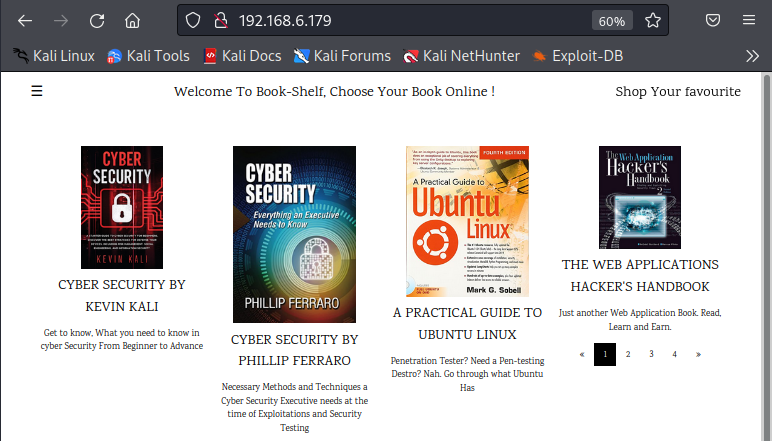 192.168.6.179
60%
Kali Linux
Kali Tools
Kali Docs
Kali Forums
Kali NetHunter
Exploit-DB
☰
Welcome To Book-Shelf, Choose Your Book Online !
Shop Your favourite
CYBER
SECURITY
KEVIN KALI
CYBER SECURITY BY
KEVIN KALI
Get to know, What you need to know in
cyber Security From Beginner to Advance
CYBER
SECURITY
Everything an Executive
Needs to Know
PHILLIP FERRARO
CYBER SECURITY BY
PHILLIP FERRARO
Necessary Methods and Techniques a
Cyber Security Executive needs at the
time of Exploitations and Security
Testing
FOURTH EDITION
A Practical Guide to
Ubuntu
Linux
Mark G. Sobell
A PRACTICAL GUIDE TO
UBUNTU LINUX
Penetration Tester? Need a Pen-testing
Destro? Nah. Go through what Ubuntu
Has
The Web Application
Hacker's
Handbook
THE WEB APPLICATIONS
HACKER'S HANDBOOK
Just another Web Application Book. Read,
Learn and Earn.
« 1 2 3 4 »